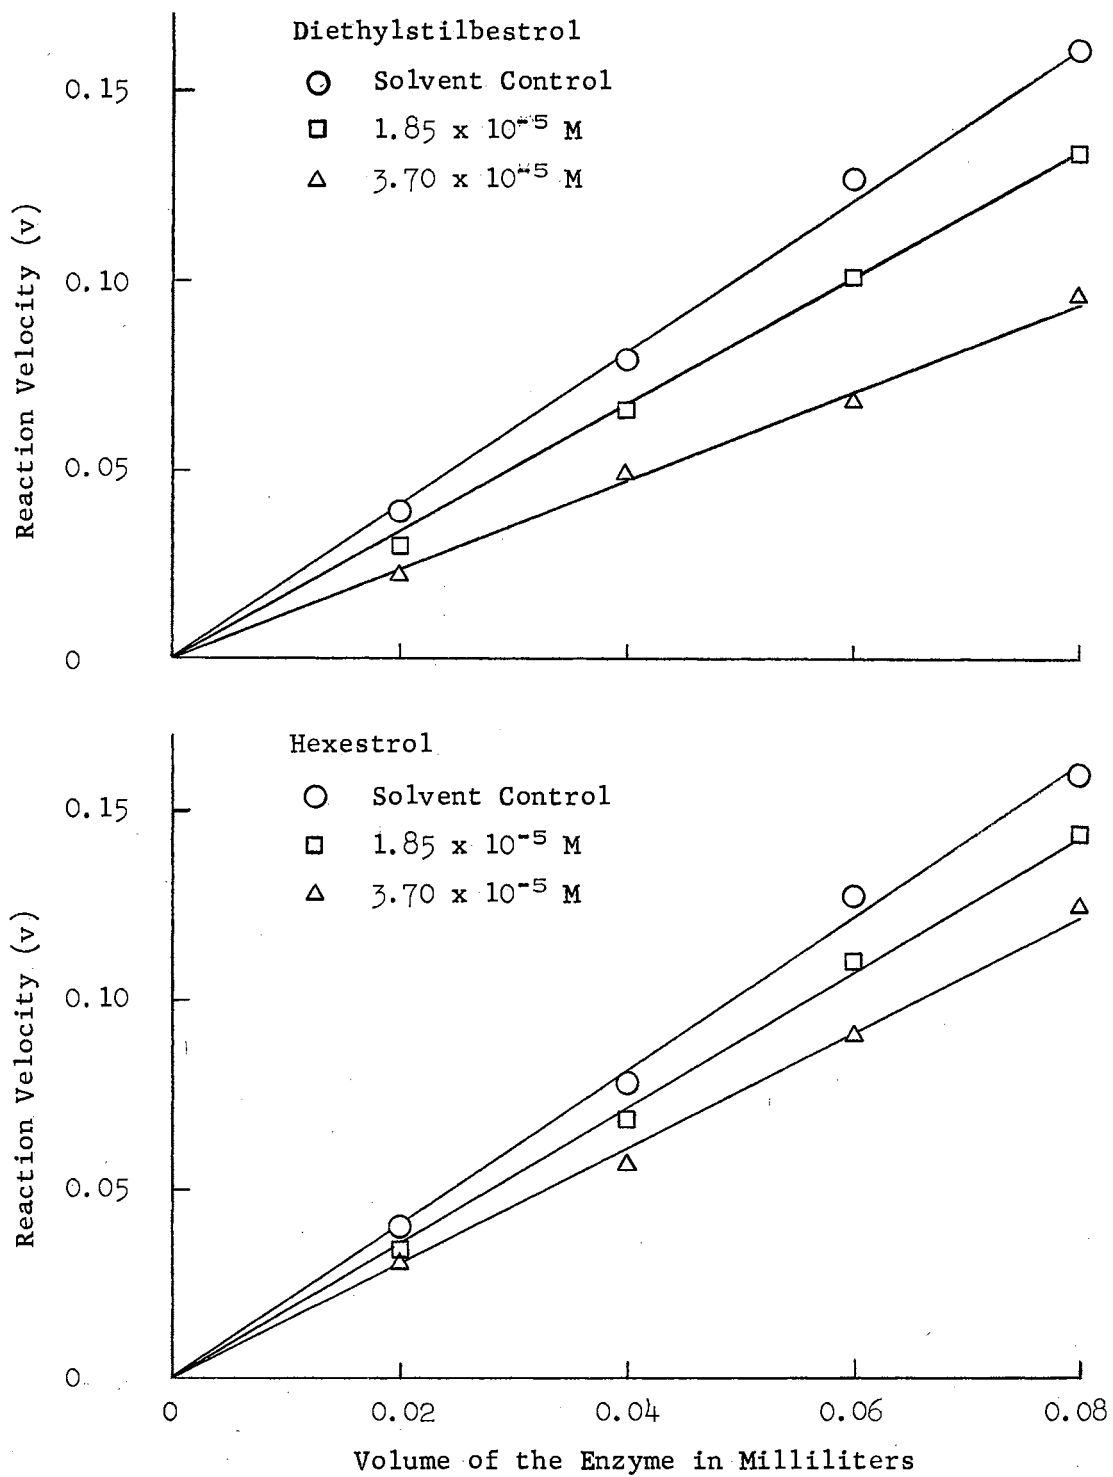 Diethylstilbestrol
Solvent Control
1.85 x 10⁻⁵ M
3.70 x 10⁻⁵ M
Reaction Velocity (v)
0.15
0.10
0.05
0
Hexestrol
Solvent Control
1.85 x 10⁻⁵ M
3.70 x 10⁻⁵ M
Reaction Velocity (v)
0.15
0.10
0.05
0
0 0.02 0.04 0.06 0.08
Volume of the Enzyme in Milliliters